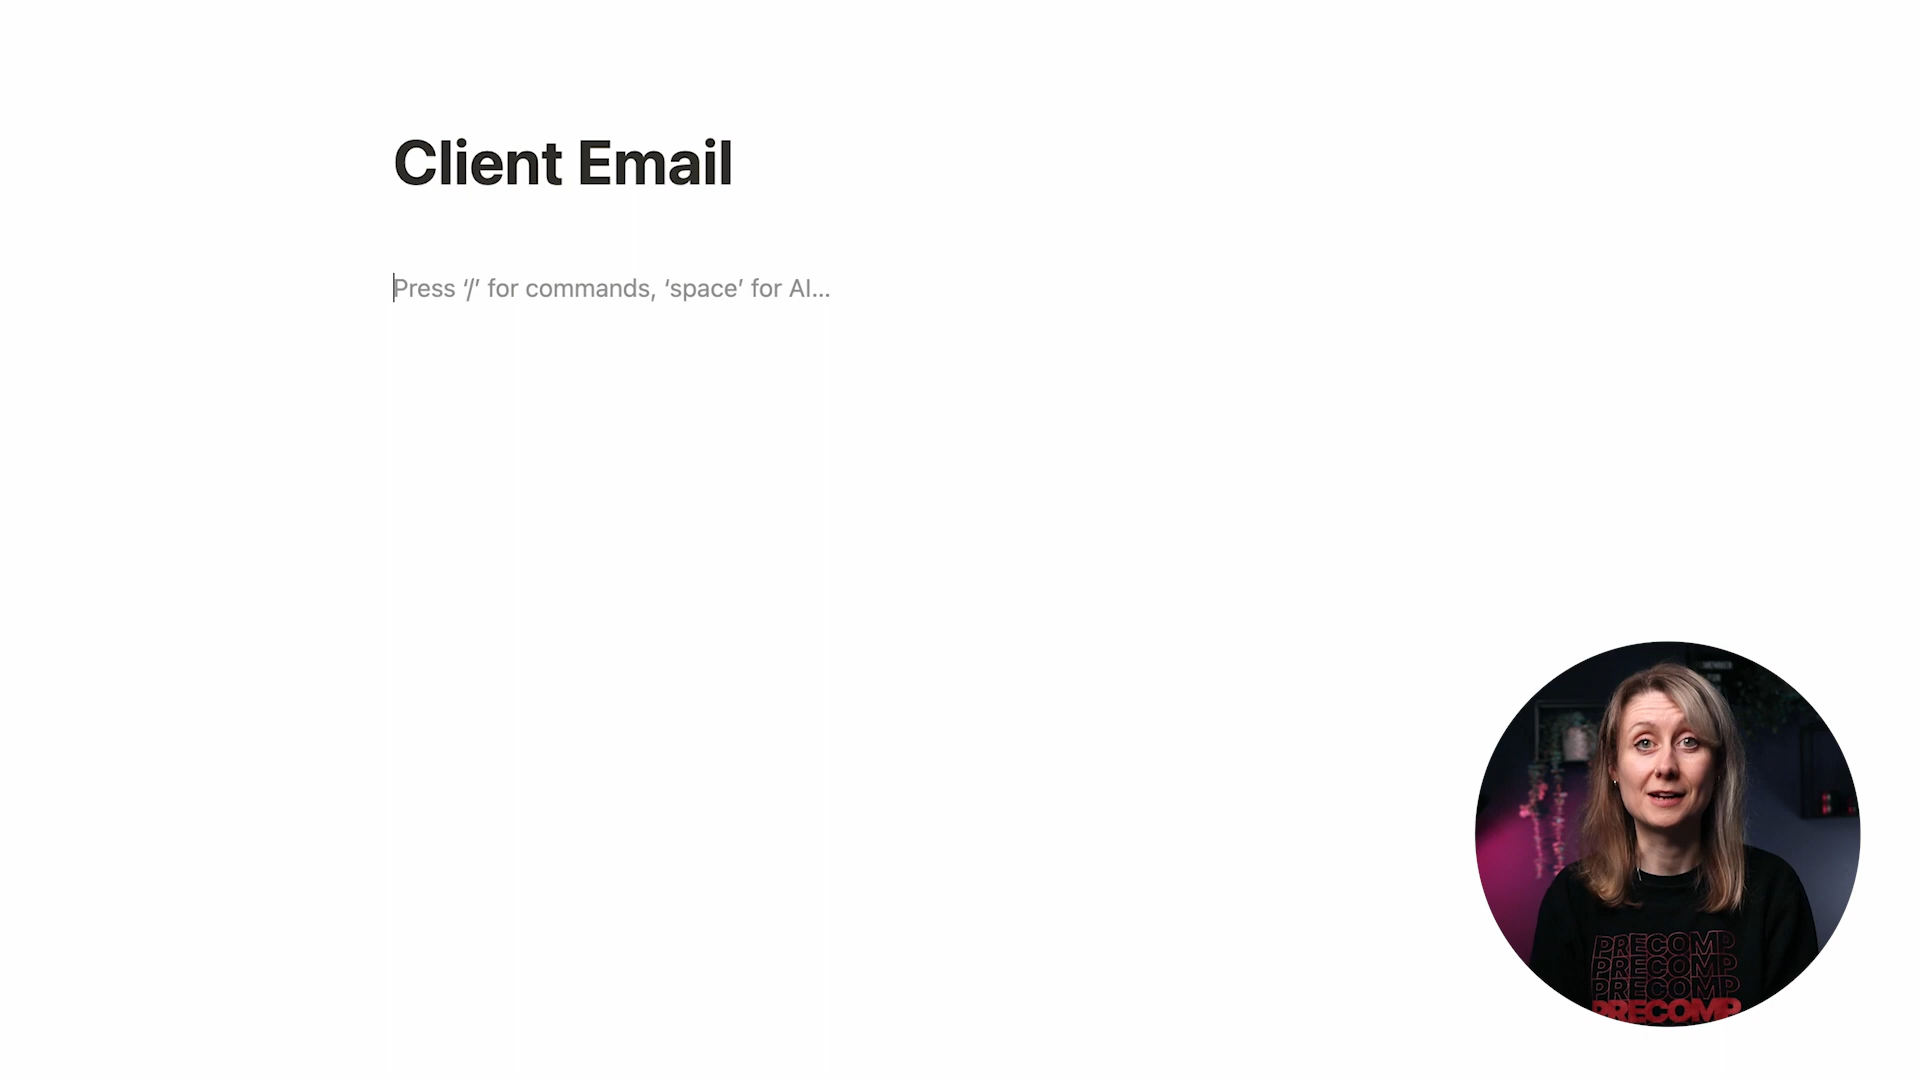 Client Email
Press ‘/’ for commands, ‘space’ for AI...
PRECOMP
PRECOMP
PRECOMP
PRECOMP